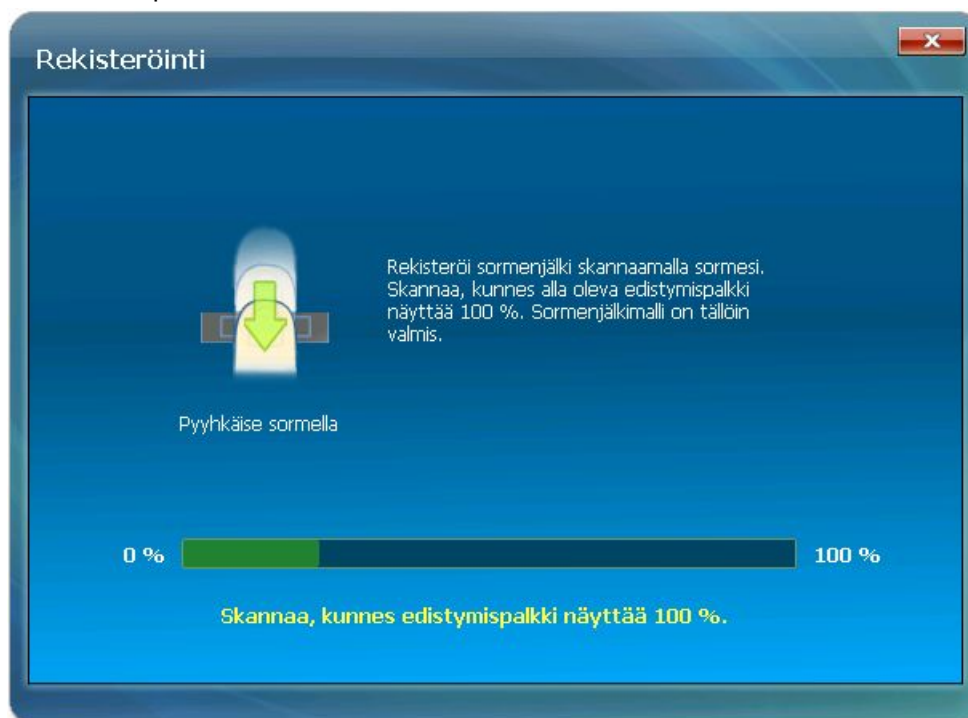 Rekisteröinti
Rekisteröi sormenjälki skannaamalla sormesi.
Skannaa, kunnes alla oleva edistymispalkki
näyttää 100 %. Sormenjälkimalli on tällöin
valmis.
Pyyhkäise sormella
0 %
100 %
Skannaa, kunnes edistymispalkki näyttää 100 %.